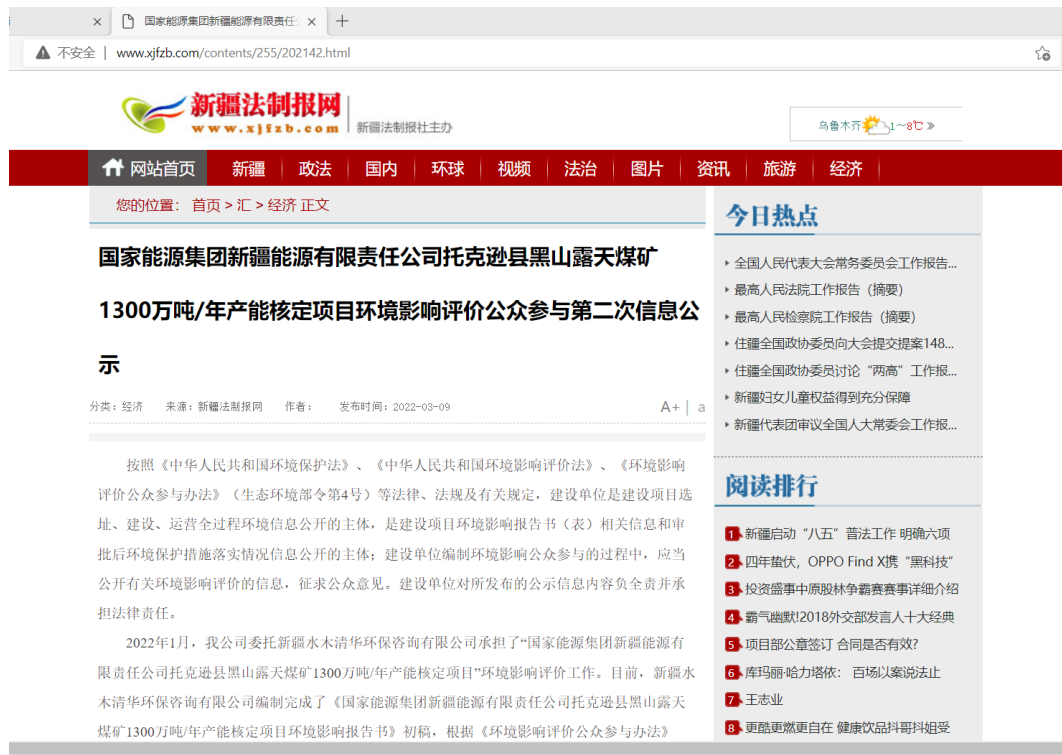 国家能源集团新疆能源有限责任
不安全 | www.xjfzb.com/contents/255/202142.html
新疆法制报网
www.xjfzb.com
新疆法制报社主办
乌鲁木齐 1～8℃ »
网站首页 新疆 政法 国内 环球 视频 法治 图片 资讯 旅游 经济
您的位置： 首页 > 汇 > 经济 正文
国家能源集团新疆能源有限责任公司托克逊县黑山露天煤矿
1300万吨/年产能核定项目环境影响评价公众参与第二次信息公
示
分类：经济 来源：新疆法制报网 作者： 发布时间：2022-03-09
A+ | a
按照《中华人民共和国环境保护法》、《中华人民共和国环境影响评价法》、《环境影响
评价公众参与办法》（生态环境部令第4号）等法律、法规及有关规定，建设单位是建设项目选
址、建设、运营全过程环境信息公开的主体，是建设项目环境影响报告书（表）相关信息和审
批后环境保护措施落实情况信息公开的主体；建设单位编制环境影响公众参与的过程中，应当
公开有关环境影响评价的信息，征求公众意见。建设单位对所发布的公示信息内容负全责并承
担法律责任。
2022年1月，我公司委托新疆水木清华环保咨询有限公司承担了“国家能源集团新疆能源有
限责任公司托克逊县黑山露天煤矿1300万吨/年产能核定项目”环境影响评价工作。目前，新疆水
木清华环保咨询有限公司编制完成了《国家能源集团新疆能源有限责任公司托克逊县黑山露天
煤矿1300万吨/年产能核定项目环境影响报告书》初稿，根据《环境影响评价公众参与办法》
今日热点
全国人民代表大会常务委员会工作报告...
最高人民法院工作报告（摘要）
最高人民检察院工作报告（摘要）
住疆全国政协委员向大会提交提案148...
住疆全国政协委员讨论“两高”工作报...
新疆妇女儿童权益得到充分保障
新疆代表团审议全国人大常委会工作报...
阅读排行
1 新疆启动“八五”普法工作 明确六项
2 四年蛰伏，OPPO Find X携“黑科技”
3 投资盛事中原股林争霸赛赛事详细介绍
4 霸气幽默!2018外交部发言人十大经典
5 项目部公章签订 合同是否有效?
6 库玛丽·哈力塔依： 百场以案说法止
7 王志业
8 更酷更燃更自在 健康饮品抖哥抖姐受